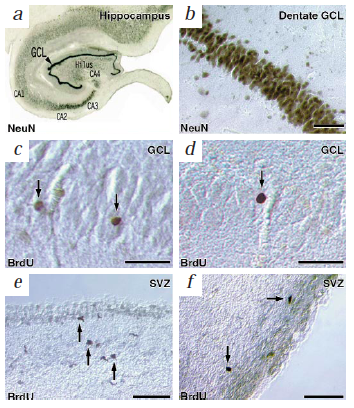 a Hippocampus
GCL
Hilus
CA4
CA1
CA3
CA2
NeuN
b Dentate GCL
NeuN
c GCL
BrdU
d GCL
BrdU
e SVZ
BrdU
f SVZ
BrdU